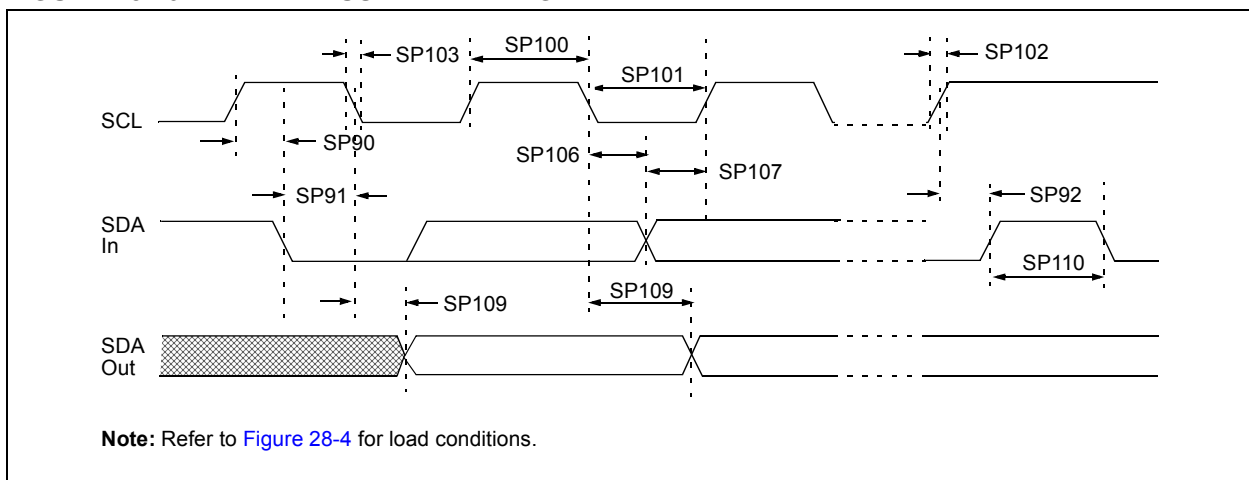 SP103
SP100
SP102
SP101
SCL
SP90
SP106
SP107
SP91
SP92
SDA
In
SP110
SP109
SP109
SDA
Out
Note: Refer to Figure 28-4 for load conditions.